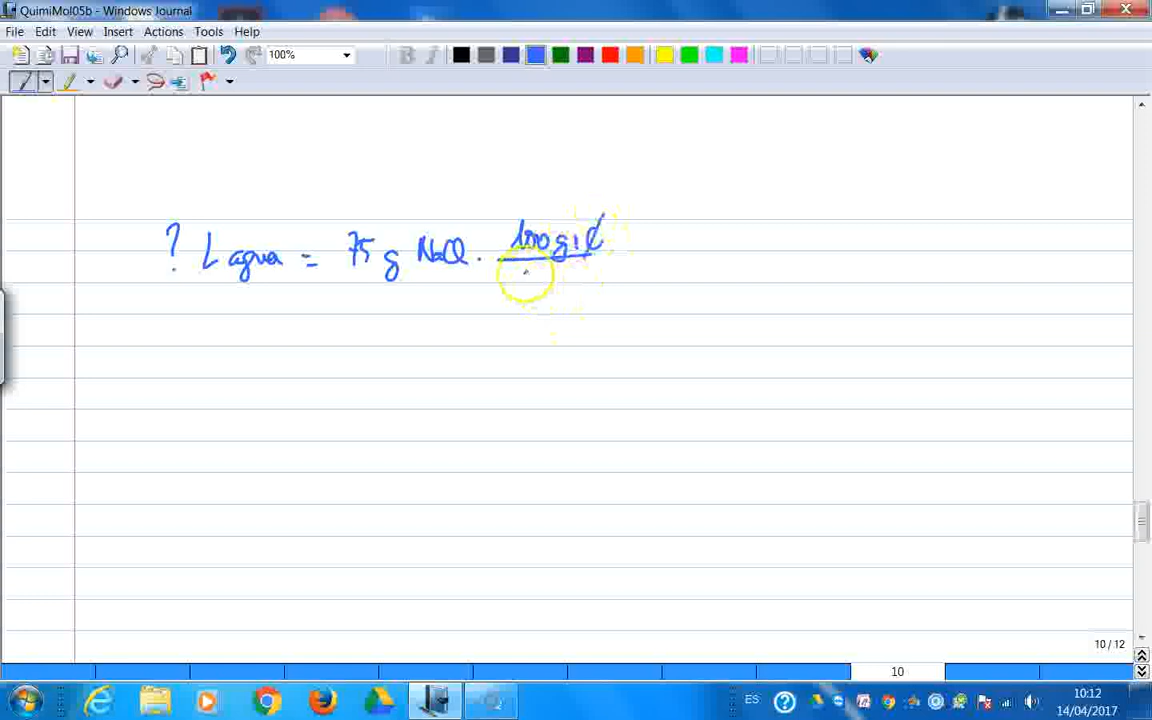 QuimiMol05b - Windows Journal
File Edit View Insert Actions Tools Help
100%
? L agua = 75 g NaCl · 100 g
10 / 12
10
ES
10:12
14/04/2017